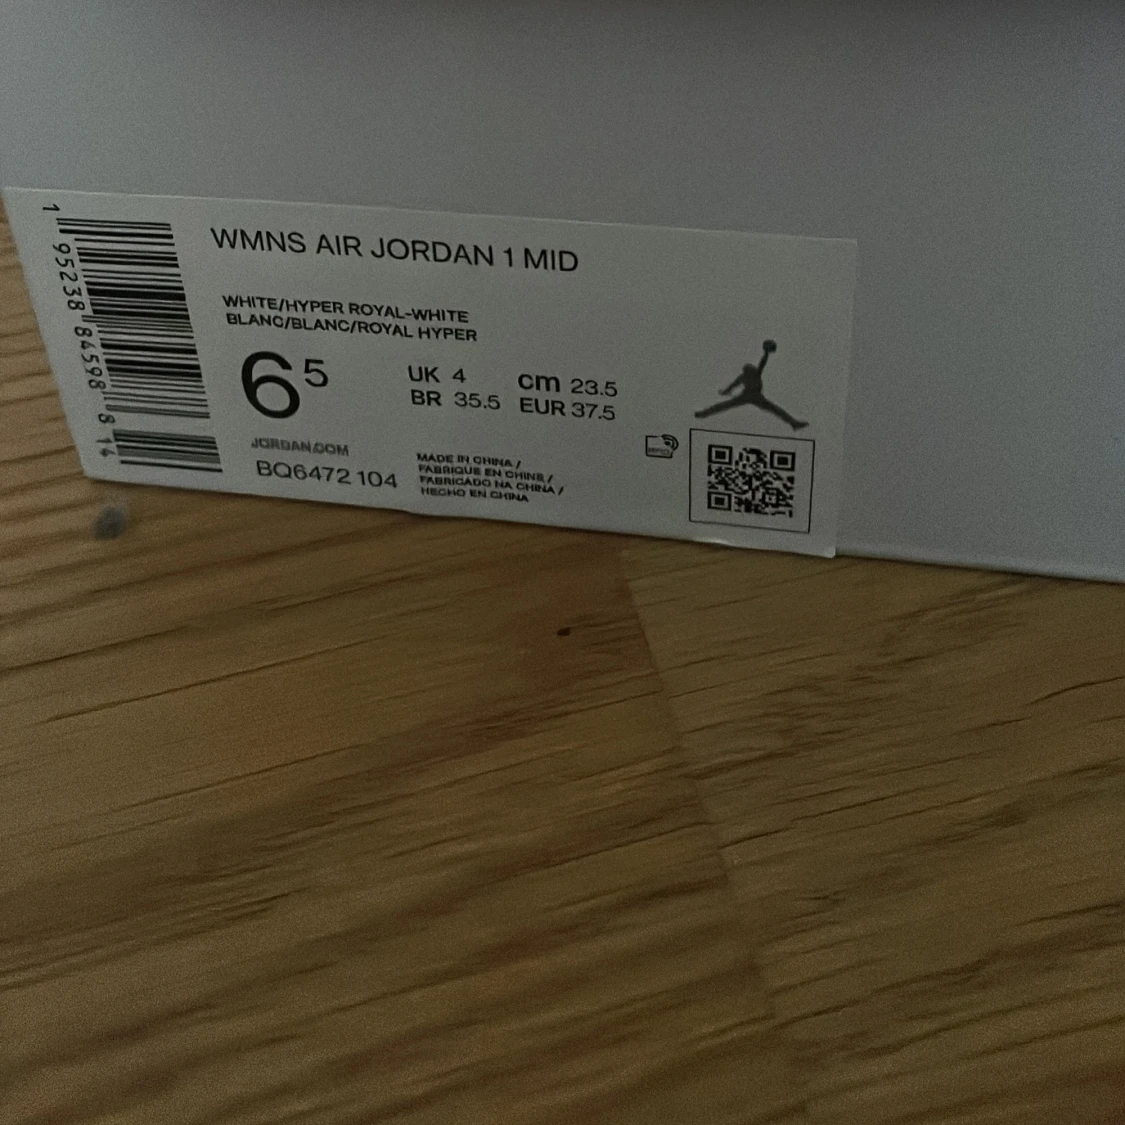 WMNS AIR JORDAN 1 MID
WHITE/HYPER ROYAL-WHITE
BLANC/BLANC/ROYAL HYPER
6 5
UK 4 cm 23.5
BR 35.5 EUR 37.5
JORDAN.COM
BQ6472 104
MADE IN CHINA /
FABRIQUE EN CHINE /
FABRICADO NA CHINA /
HECHO EN CHINA
1 95238 84598 8 14